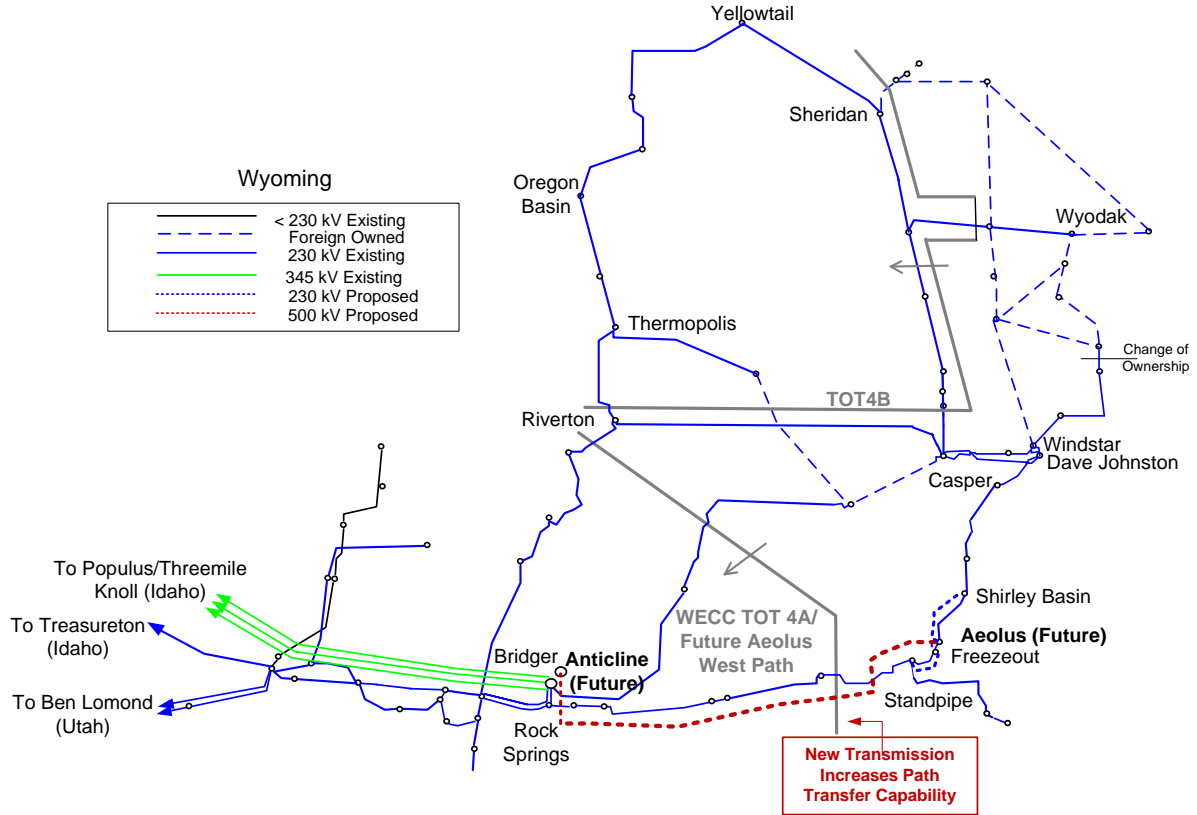 Yellowtail
Sheridan
Wyoming
< 230 kV Existing
Foreign Owned
230 kV Existing
345 kV Existing
230 kV Proposed
500 kV Proposed
Oregon
Basin
Wyodak
Thermopolis
Change of
Ownership
TOT4B
Riverton
Windstar
Dave Johnston
Casper
To Populus/Threemile
Knoll (Idaho)
To Treasureton
(Idaho)
To Ben Lomond
(Utah)
Shirley Basin
WECC TOT 4A/
Future Aeolus
West Path
Aeolus (Future)
Freezeout
Bridger
Anticline
(Future)
Standpipe
Rock
Springs
New Transmission
Increases Path
Transfer Capability